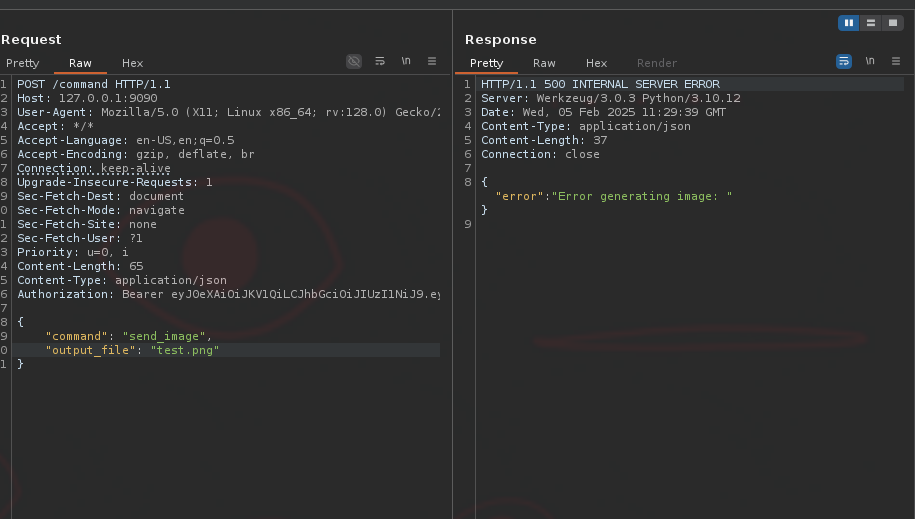 Request
Pretty Raw Hex \n
1 POST /command HTTP/1.1
2 Host: 127.0.0.1:9090
3 User-Agent: Mozilla/5.0 (X11; Linux x86_64; rv:128.0) Gecko/2
4 Accept: */*
5 Accept-Language: en-US,en;q=0.5
6 Accept-Encoding: gzip, deflate, br
7 Connection: keep-alive
8 Upgrade-Insecure-Requests: 1
9 Sec-Fetch-Dest: document
0 Sec-Fetch-Mode: navigate
1 Sec-Fetch-Site: none
2 Sec-Fetch-User: ?1
3 Priority: u=0, i
4 Content-Length: 65
5 Content-Type: application/json
6 Authorization: Bearer eyJ0eXAiOiJKV1QiLCJhbGciOiJIUzI1NiJ9.ey
7
8 {
9 "command": "send_image",
0 "output_file": "test.png"
1 }
Response
Pretty Raw Hex Render \n
1 HTTP/1.1 500 INTERNAL SERVER ERROR
2 Server: Werkzeug/3.0.3 Python/3.10.12
3 Date: Wed, 05 Feb 2025 11:29:39 GMT
4 Content-Type: application/json
5 Content-Length: 37
6 Connection: close
7
8 {
"error":"Error generating image: "
}
9